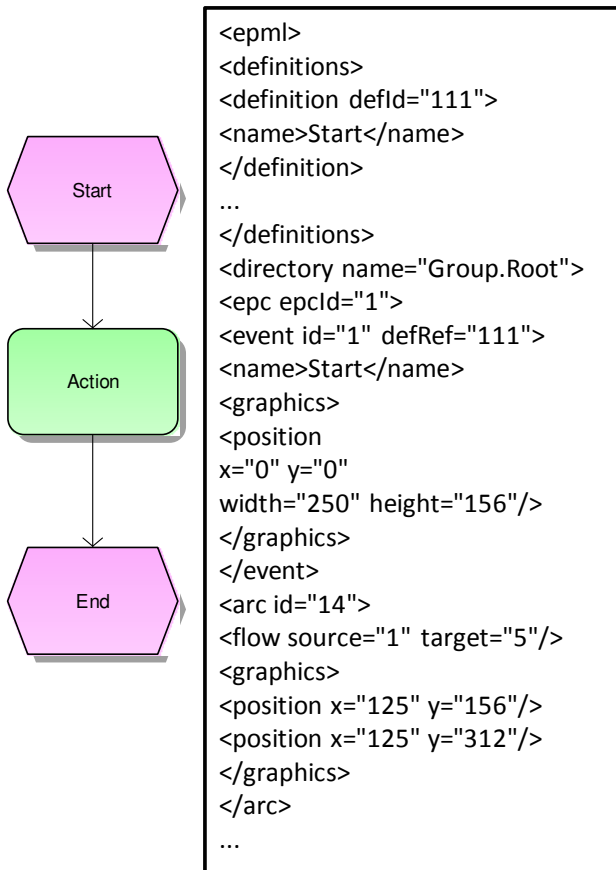 Start
Action
End
<epml>
<definitions>
<definition defId="111">
<name>Start</name>
</definition>
...
</definitions>
<directory name="Group.Root">
<epc epcId="1">
<event id="1" defRef="111">
<name>Start</name>
<graphics>
<position
x="0" y="0"
width="250" height="156"/>
</graphics>
</event>
<arc id="14">
<flow source="1" target="5"/>
<graphics>
<position x="125" y="156"/>
<position x="125" y="312"/>
</graphics>
</arc>
...